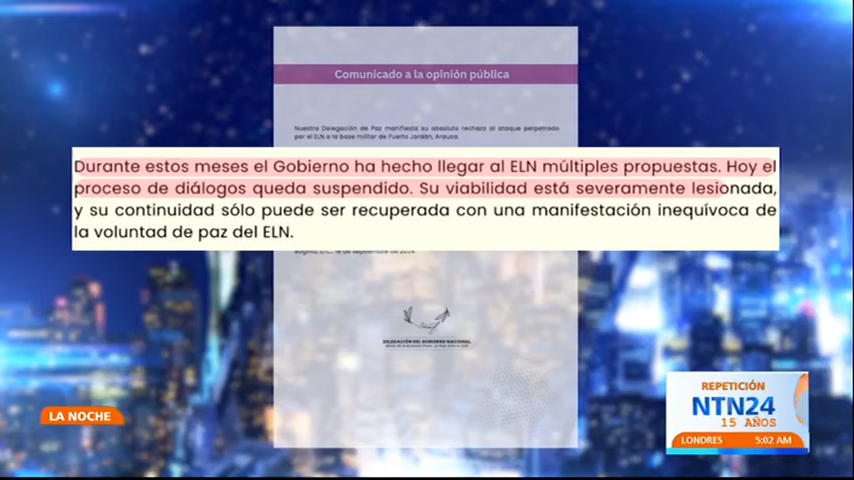 Comunicado a la opinión pública
Nuestra Delegación de Paz manifiesta su absoluto rechazo al ataque perpetrado
por el ELN a la base militar de Puerto Jordán, Arauca.
Durante estos meses el Gobierno ha hecho llegar al ELN múltiples propuestas. Hoy el
proceso de diálogos queda suspendido. Su viabilidad está severamente lesionada,
y su continuidad sólo puede ser recuperada con una manifestación inequívoca de
la voluntad de paz del ELN.
DELEGACIÓN DEL GOBIERNO NACIONAL
LA NOCHE
REPETICIÓN
NTN24
15 AÑOS
LONDRES 5:02 AM